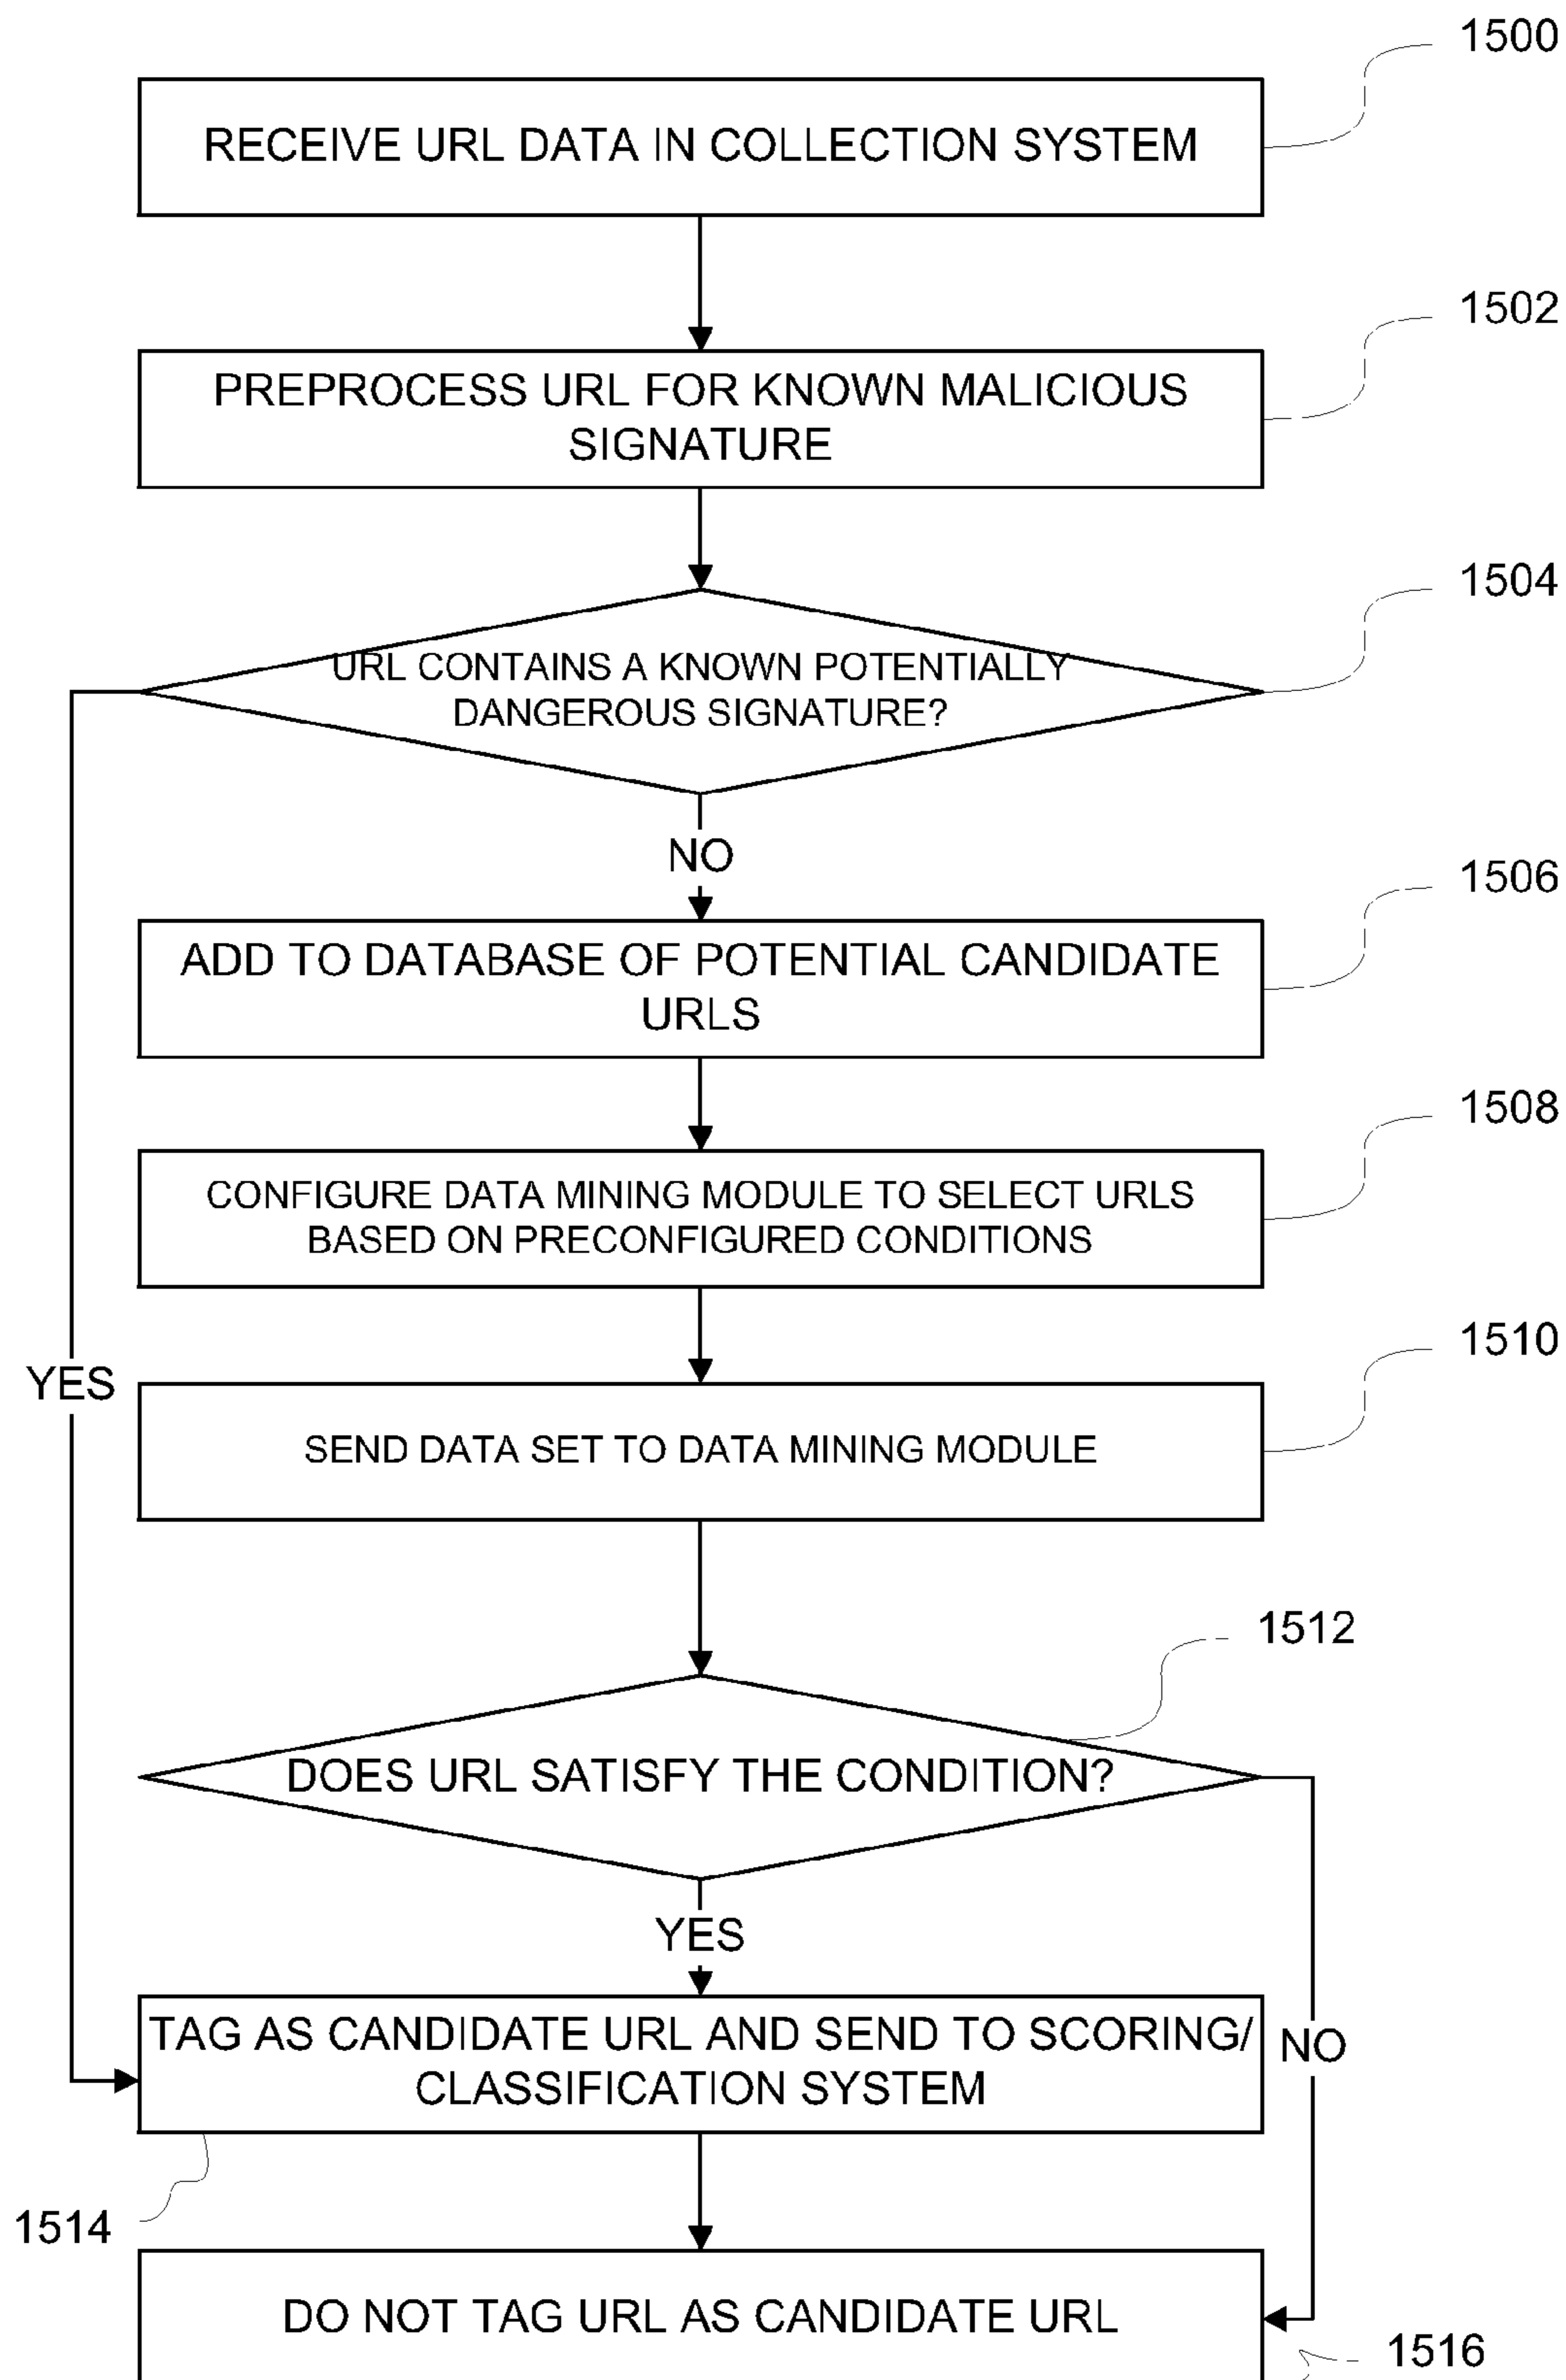 1500
RECEIVE URL DATA IN COLLECTION SYSTEM
1502
PREPROCESS URL FOR KNOWN MALICIOUS
SIGNATURE
1504
URL CONTAINS A KNOWN POTENTIALLY
DANGEROUS SIGNATURE?
NO
1506
ADD TO DATABASE OF POTENTIAL CANDIDATE
URLS
1508
CONFIGURE DATA MINING MODULE TO SELECT URLS
BASED ON PRECONFIGURED CONDITIONS
1510
YES
SEND DATA SET TO DATA MINING MODULE
1512
DOES URL SATISFY THE CONDITION?
YES
TAG AS CANDIDATE URL AND SEND TO SCORING/
CLASSIFICATION SYSTEM
NO
1514
DO NOT TAG URL AS CANDIDATE URL
1516